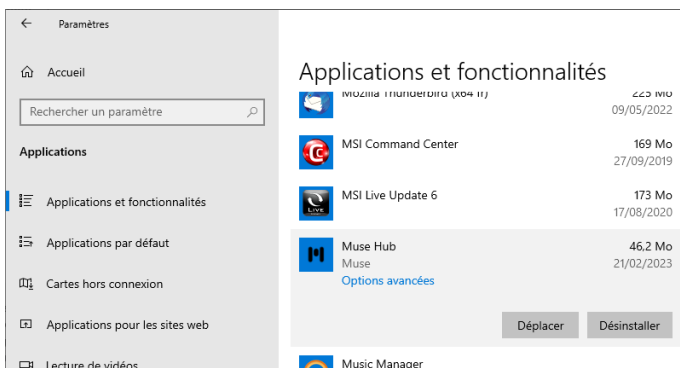 Paramètres
Accueil
Rechercher un paramètre
Applications
Applications et fonctionnalités
Applications par défaut
Cartes hors connexion
Applications pour les sites web
Lecture de vidéos
Applications et fonctionnalités
Mozilla Thunderbird (x64 fr)
225 Mo
09/05/2022
MSI Command Center
169 Mo
27/09/2019
LIVE
MSI Live Update 6
173 Mo
17/08/2020
Muse Hub
46,2 Mo
Muse
21/02/2023
Options avancées
Déplacer
Désinstaller
Music Manager